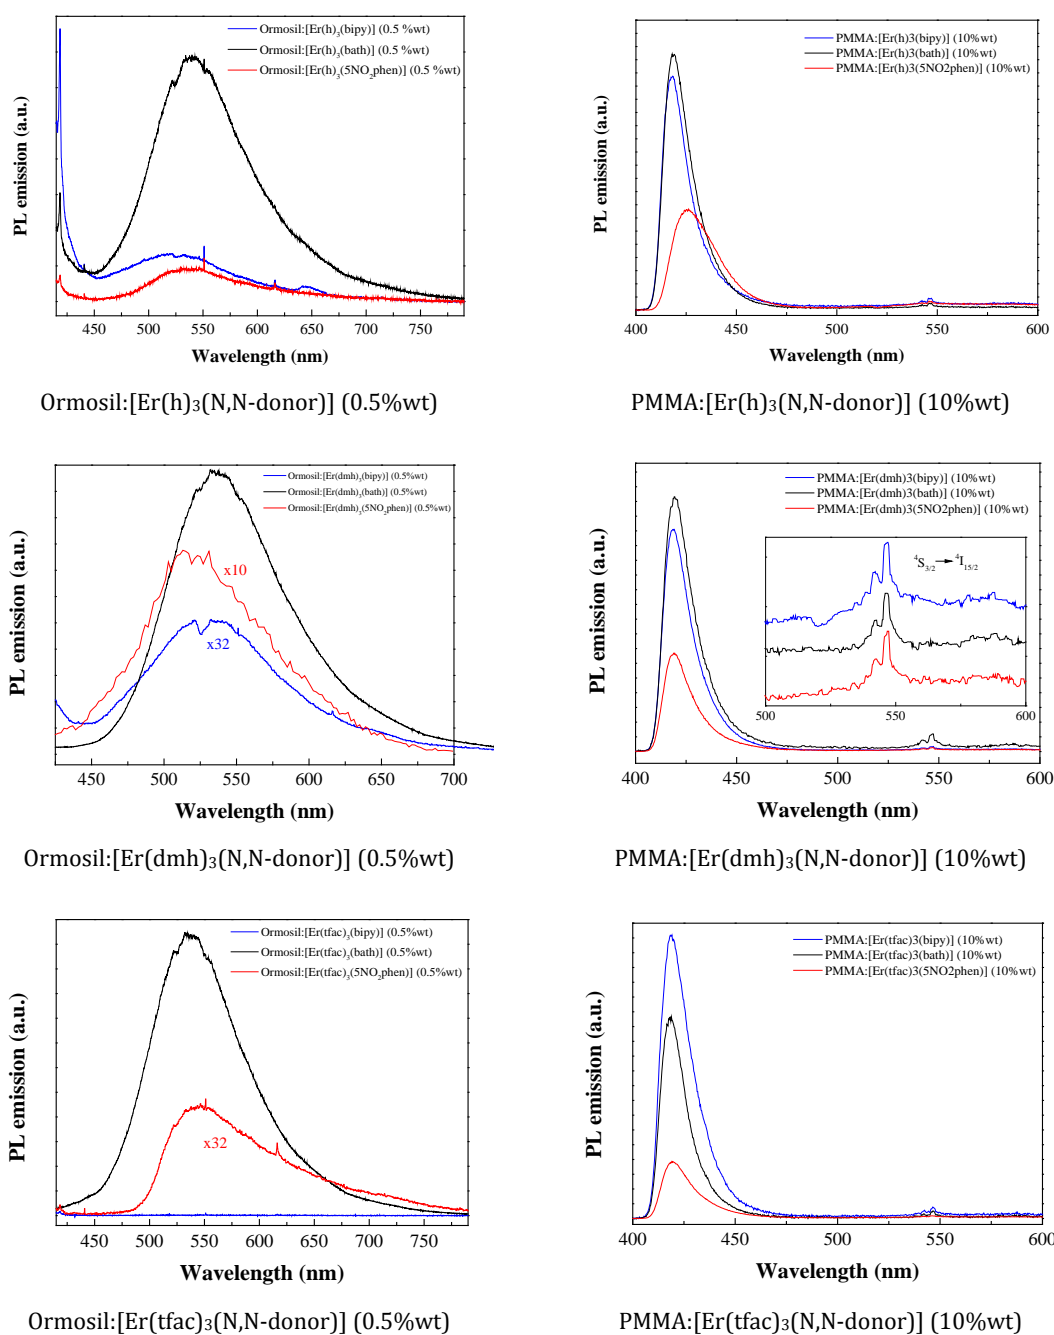 Ormosil:[Er(h)₃(bipy)] (0.5 %wt)
Ormosil:[Er(h)₃(bath)] (0.5 %wt)
Ormosil:[Er(h)₃(5NO₂phen)] (0.5 %wt)
PL emission (a.u.)
450 500 550 600 650 700 750
Wavelength (nm)
Ormosil:[Er(h)₃(N,N-donor)] (0.5%wt)
PMMA:[Er(h)3(bipy)] (10%wt)
PMMA:[Er(h)3(bath)] (10%wt)
PMMA:[Er(h)3(5NO2phen)] (10%wt)
PL emission (a.u.)
400 450 500 550 600
Wavelength (nm)
PMMA:[Er(h)₃(N,N-donor)] (10%wt)
Ormosil:[Er(dmh)₃(bipy)] (0.5%wt)
Ormosil:[Er(dmh)₃(bath)] (0.5%wt)
Ormosil:[Er(dmh)₃(5NO₂phen)] (0.5%wt)
x10
x32
PL emission (a.u.)
450 500 550 600 650 700
Wavelength (nm)
Ormosil:[Er(dmh)₃(N,N-donor)] (0.5%wt)
PMMA:[Er(dmh)3(bipy)] (10%wt)
PMMA:[Er(dmh)3(bath)] (10%wt)
PMMA:[Er(dmh)3(5NO2phen)] (10%wt)
⁴S₃/₂ → ⁴I₁₅/₂
500 550 600
PL emission (a.u.)
400 450 500 550 600
Wavelength (nm)
PMMA:[Er(dmh)₃(N,N-donor)] (10%wt)
Ormosil:[Er(tfac)₃(bipy)] (0.5%wt)
Ormosil:[Er(tfac)₃(bath)] (0.5%wt)
Ormosil:[Er(tfac)₃(5NO₂phen)] (0.5%wt)
x32
PL emission (a.u.)
450 500 550 600 650 700 750
Wavelength (nm)
Ormosil:[Er(tfac)₃(N,N-donor)] (0.5%wt)
PMMA:[Er(tfac)3(bipy)] (10%wt)
PMMA:[Er(tfac)3(bath)] (10%wt)
PMMA:[Er(tfac)3(5NO2phen)] (10%wt)
PL emission (a.u.)
400 450 500 550 600
Wavelength (nm)
PMMA:[Er(tfac)₃(N,N-donor)] (10%wt)